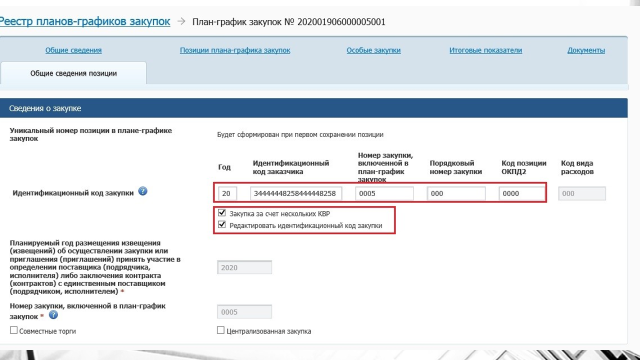 Реестр планов-графиков закупок → План-график закупок № 202001906000005001
Общие сведения Позиции плана-графика закупок Особые закупки Итоговые показатели Документы
Общие сведения позиции
Сведения о закупке
Уникальный номер позиции в плане-графике
закупок
Будет сформирован при первом сохранении позиции
Год
Идентификационный
код заказчика
Номер закупки,
включенной в
план-график
закупок
Порядковый
номер закупки
Код позиции
ОКПД2
Код вида
расходов
Идентификационный код закупки ?
20 34444448258444448258 0005 000 0000 000
Закупка за счет нескольких КВР
Редактировать идентификационный код закупки
Планируемый год размещения извещения
(извещений) об осуществлении закупки или
приглашения (приглашений) принять участие в
определении поставщика (подрядчика,
исполнителя) либо заключения контракта
(контрактов) с единственным поставщиком
(подрядчиком, исполнителем) *
2020
Номер закупки, включенной в план-график
закупок * ?
0005
Совместные торги Централизованная закупка